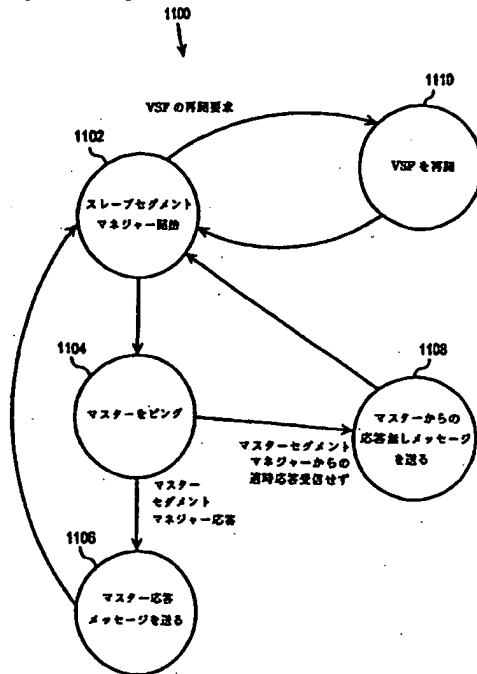 1100
VSFの再開要求
1110
VSFを再開
1102
スレーブセグメント
マネジャー開始
1104
マスターをピング
1108
マスターからの
応答無しメッセージ
を送る
マスターセグメント
マネジャーからの
適時応答受信せず
マスター
セグメント
マネジャー応答
1106
マスター応答
メッセージを送る